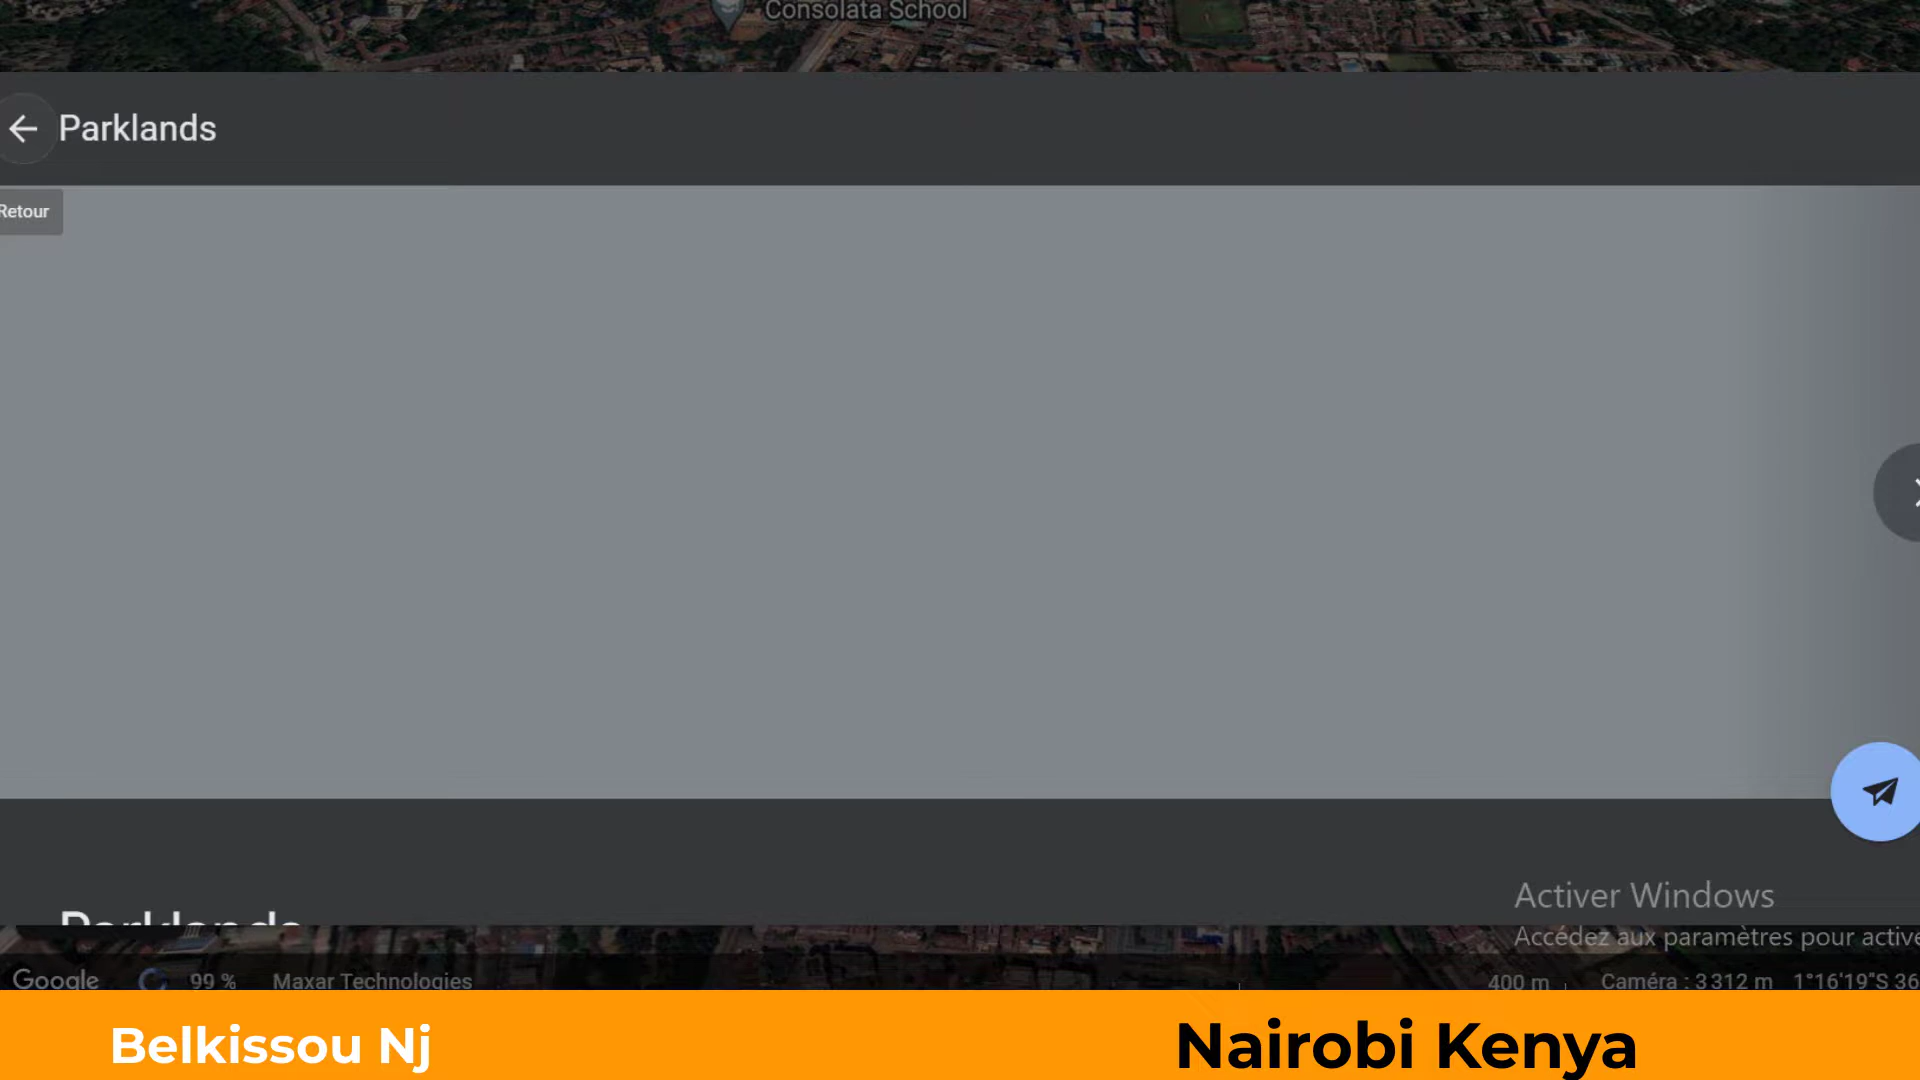 Consolata School
Parklands
Retour
Parklands
Activer Windows
Accédez aux paramètres pour active
Google 99 % Maxar Technologies 400 m Caméra : 3 312 m 1°16'19"S 36
Belkissou Nj
Nairobi Kenya